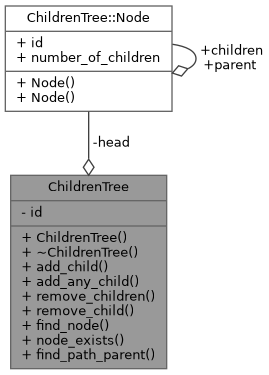 ChildrenTree::Node
+ id
+ number_of_children
+ Node()
+ Node()
+children
+parent
-head
ChildrenTree
- id
+ ChildrenTree()
+ ~ChildrenTree()
+ add_child()
+ add_any_child()
+ remove_children()
+ remove_child()
+ find_node()
+ node_exists()
+ find_path_parent()